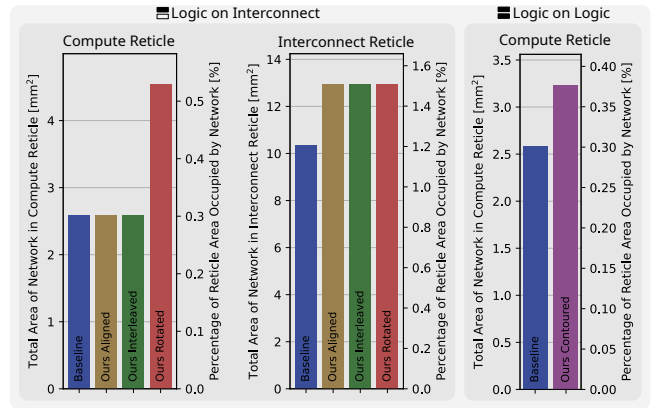 Logic on Interconnect
Logic on Logic
Compute Reticle
Total Area of Network in Compute Reticle [mm²]
4
3
2
1
0
Baseline
Ours Aligned
Ours Interleaved
Ours Rotated
0.5
0.4
0.3
0.2
0.1
0.0
Percentage of Reticle Area Occupied by Network [%]
Interconnect Reticle
Total Area of Network in Interconnect Reticle [mm²]
14
12
10
8
6
4
2
0
Baseline
Ours Aligned
Ours Interleaved
Ours Rotated
1.6
1.4
1.2
1.0
0.8
0.6
0.4
0.2
0.0
Percentage of Reticle Area Occupied by Network [%]
Compute Reticle
Total Area of Network in Compute Reticle [mm²]
3.5
3.0
2.5
2.0
1.5
1.0
0.5
0.0
Baseline
Ours Contoured
0.40
0.35
0.30
0.25
0.20
0.15
0.10
0.05
0.00
Percentage of Reticle Area Occupied by Network [%]